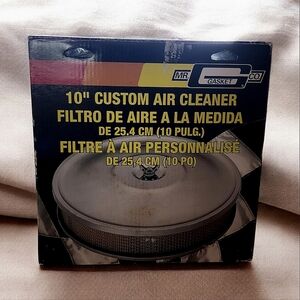 MR. GASKET CO.
10" CUSTOM AIR CLEANER
FILTRO DE AIRE A LA MEDIDA
DE 25.4 CM (10 PULG.)
FILTRE À AIR PERSONNALISÉ
DE 25,4 CM (10 PO)